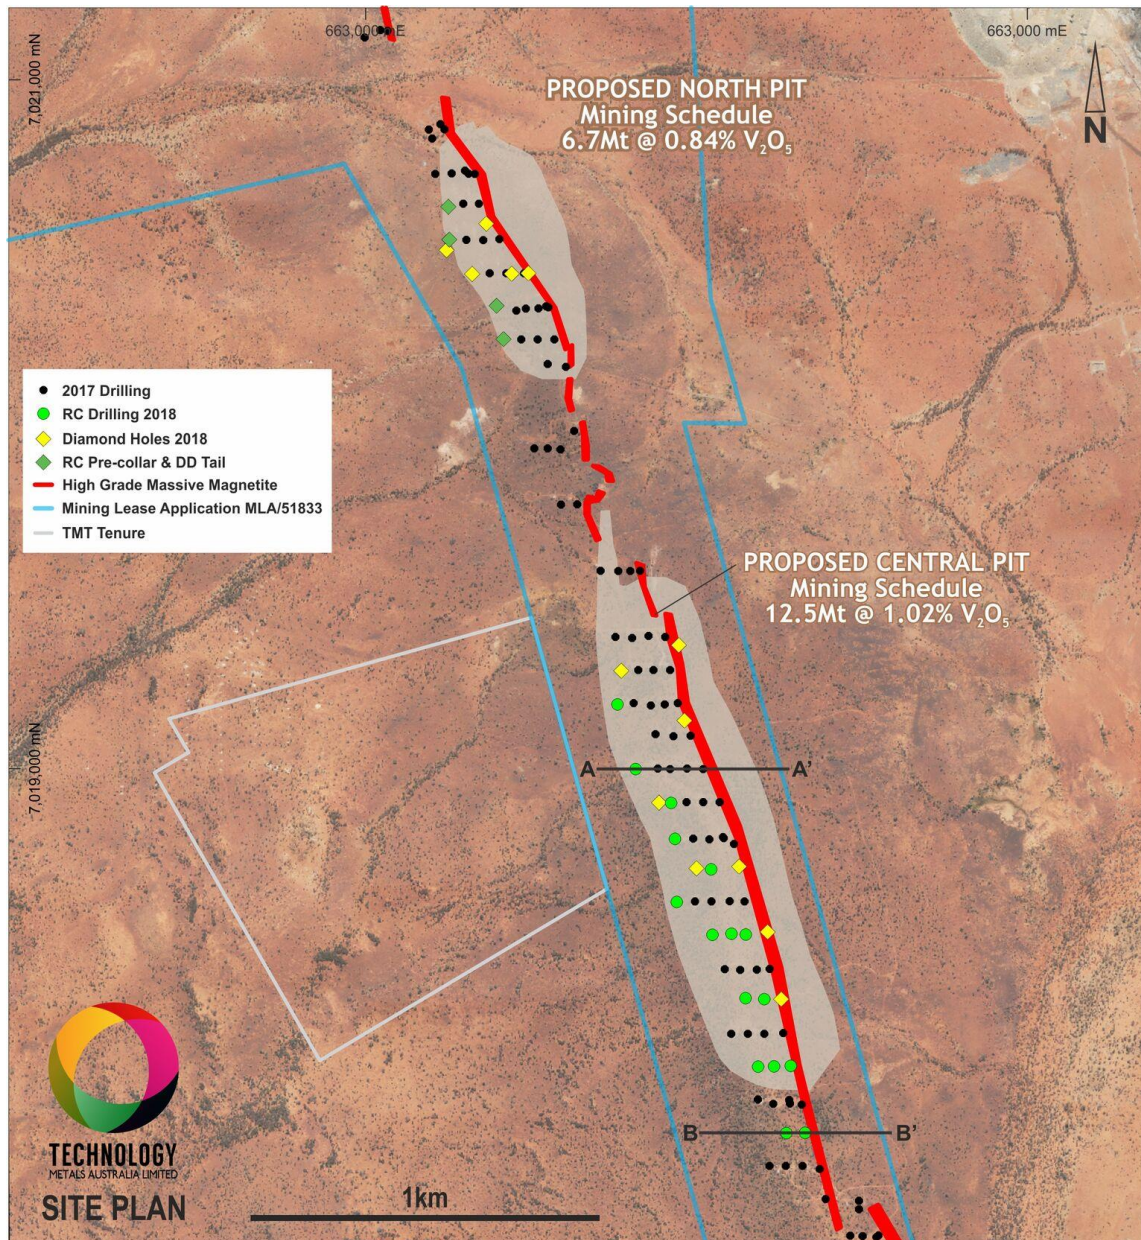 663,000 mE
663,000 mE
7,021,000 mN
PROPOSED NORTH PIT
Mining Schedule
6.7Mt @ 0.84% V₂O₅
N
2017 Drilling
RC Drilling 2018
Diamond Holes 2018
RC Pre-collar & DD Tail
High Grade Massive Magnetite
Mining Lease Application MLA/51833
TMT Tenure
PROPOSED CENTRAL PIT
Mining Schedule
12.5Mt @ 1.02% V₂O₅
7,019,000 mN
A
A'
B
B'
TECHNOLOGY
METALS AUSTRALIA LIMITED
SITE PLAN
1km